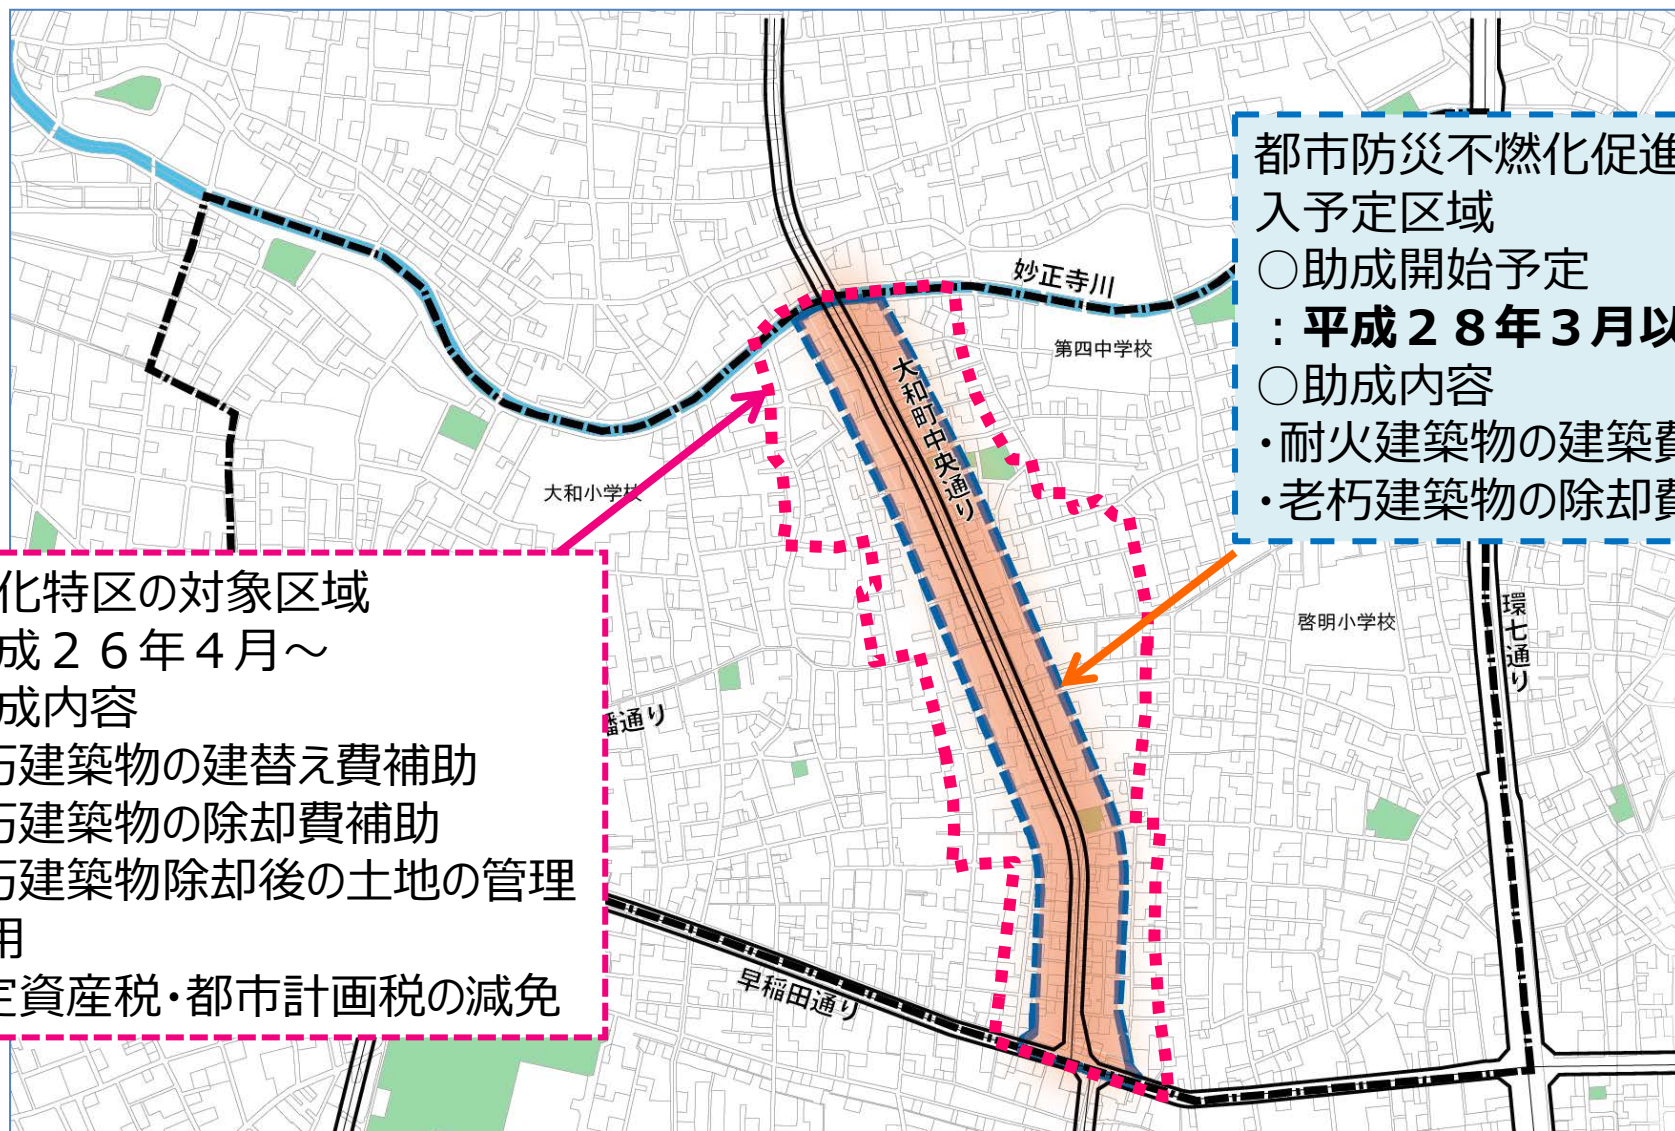 都市防災不燃化促進
入予定区域
○助成開始予定
：平成２８年３月以
○助成内容
・耐火建築物の建築費
・老朽建築物の除却費
妙正寺川
第四中学校
大和町中央通り
大和小学校
化特区の対象区域
成２６年４月～
成内容
建築物の建替え費補助
建築物の除却費補助
建築物除却後の土地の管理
用
資産税・都市計画税の減免
啓明小学校
環七通り
通り
早稲田通り